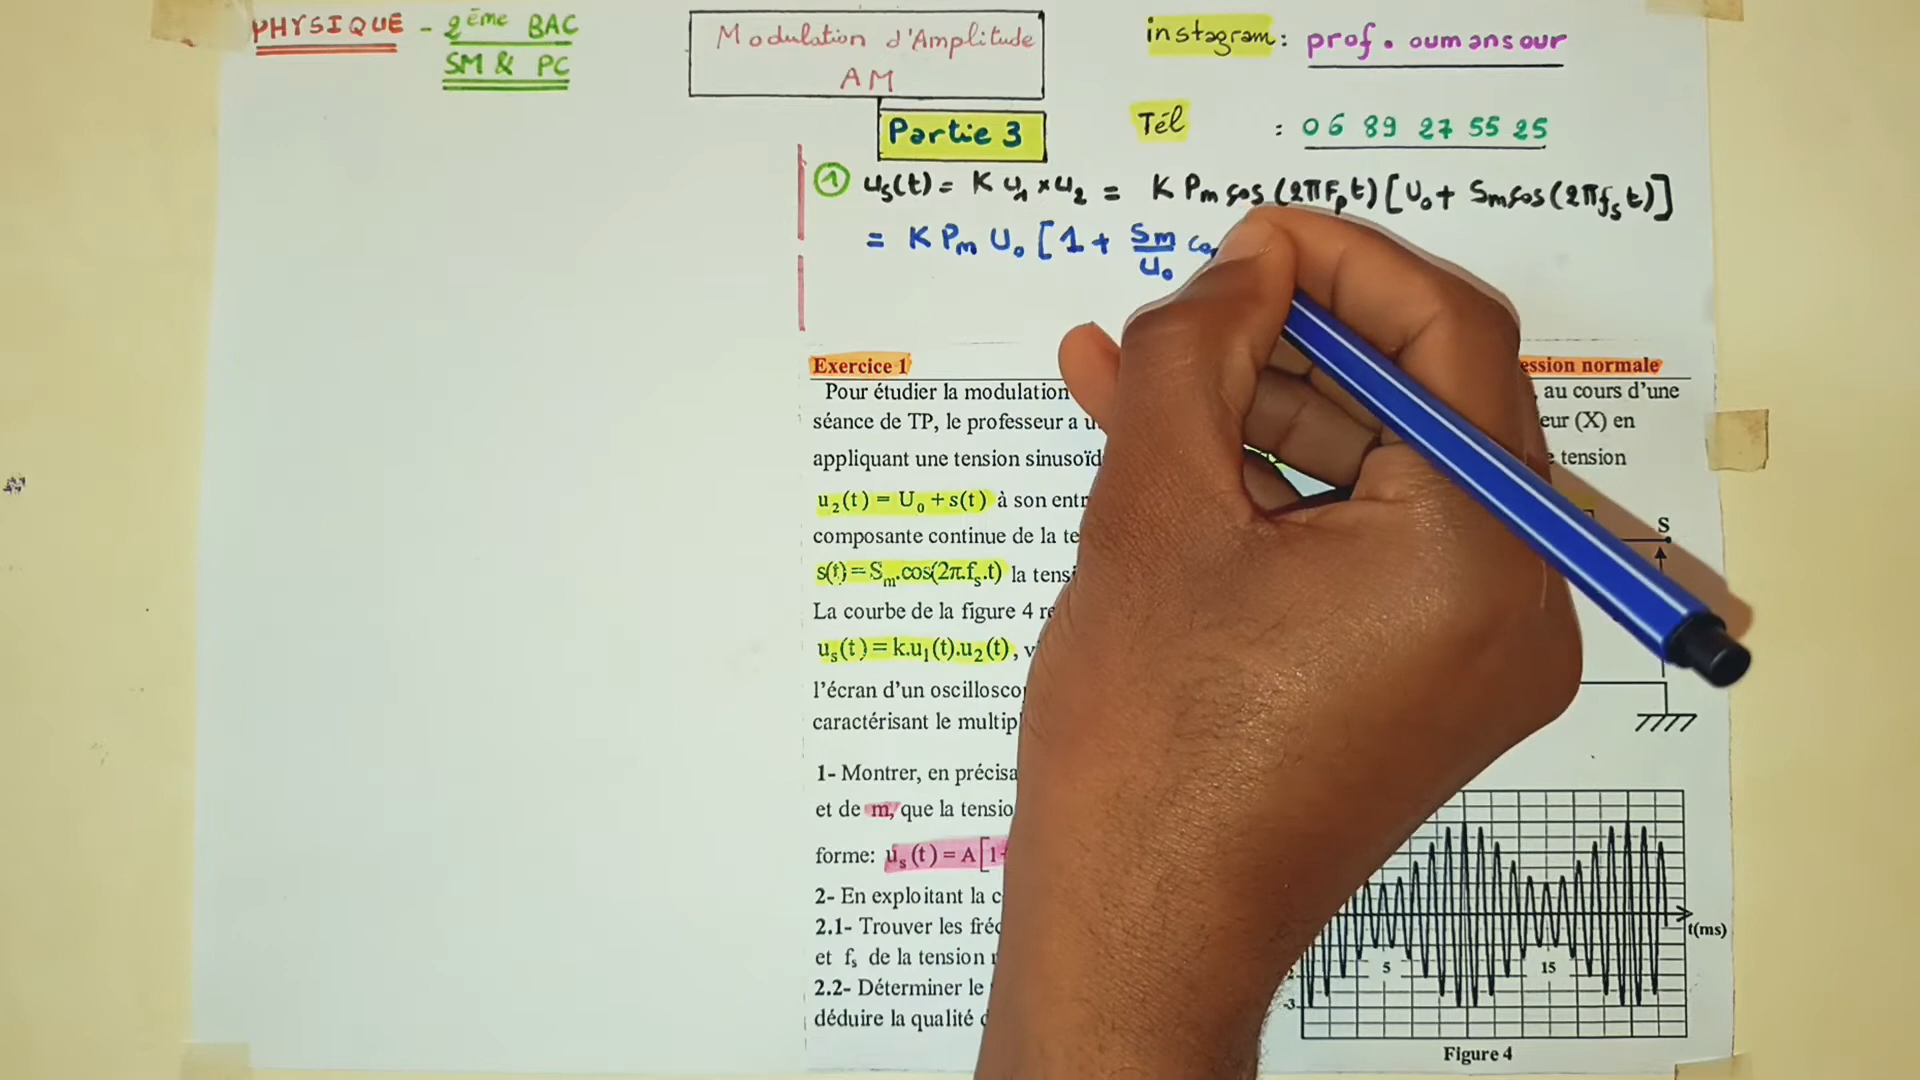 PHYSIQUE - 2ème BAC
SM & PC
Modulation d'Amplitude
AM
Partie 3
instagram: prof.oumansour
Tél : 06 89 27 55 25
① us(t) = K u1 × u2 = K Pm cos(2πFpt)[U0 + Sm cos(2πfst)]
= K Pm U0 [1 + Sm/U0 co
Exercice 1 ession normale
Pour étudier la modulation , au cours d'une
séance de TP, le professeur a u eur (X) en
appliquant une tension sinusoïd e tension
u2(t) = U0 + s(t) à son entr
composante continue de la te
s(t) = Sm.cos(2π.fs.t) la tens
La courbe de la figure 4 re
us(t) = k.u1(t).u2(t), v
l'écran d'un oscillosco
caractérisant le multip
1- Montrer, en précisa
et de m, que la tensio
forme: us(t) = A[1+
2- En exploitant la c
2.1- Trouver les fréq
et fs de la tension
2.2- Déterminer le
déduire la qualité d
S
5 15
t(ms)
-3
Figure 4